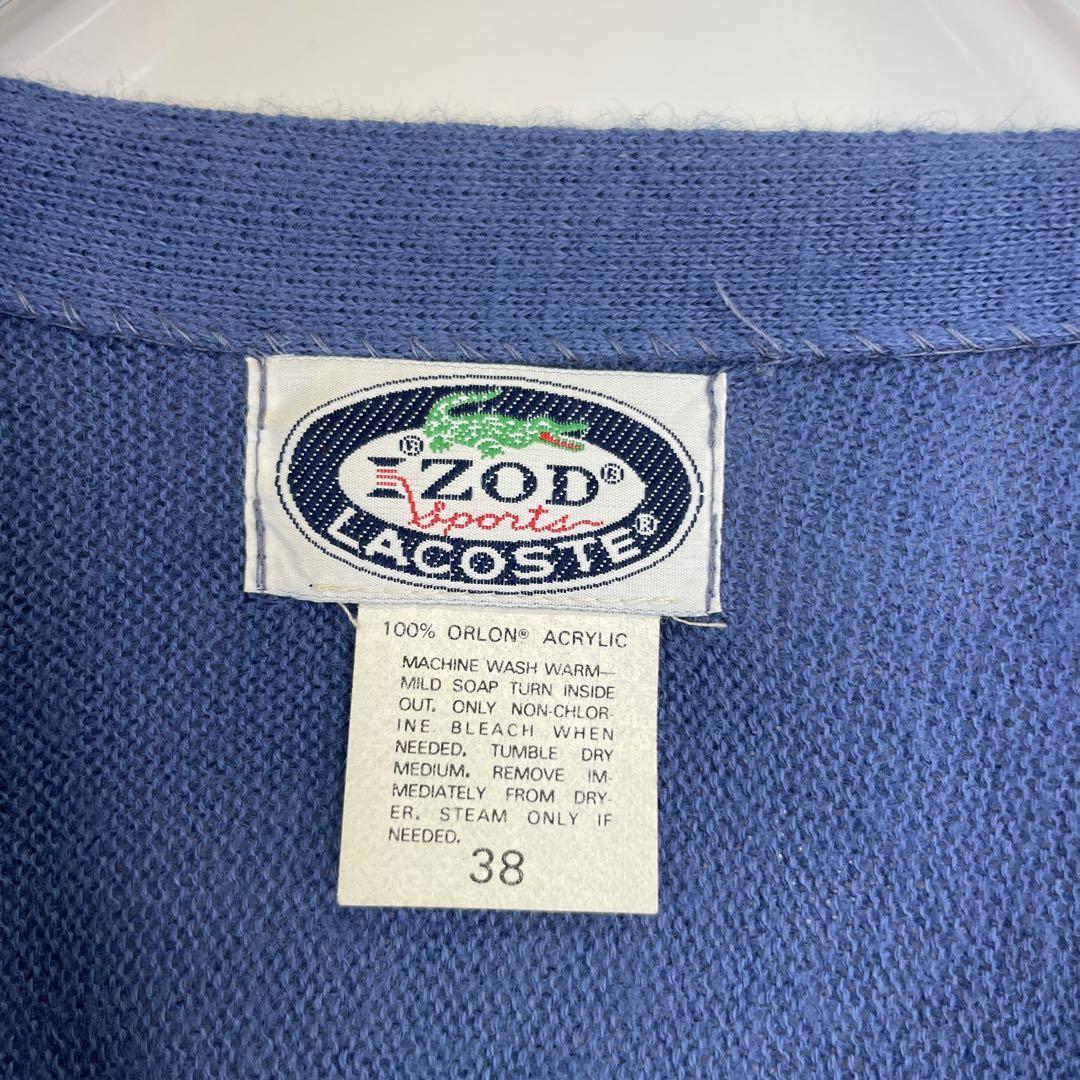 IZOD®
Sports
LACOSTE®
100% ORLON® ACRYLIC
MACHINE WASH WARM—
MILD SOAP TURN INSIDE
OUT. ONLY NON-CHLOR-
INE BLEACH WHEN
NEEDED. TUMBLE DRY
MEDIUM. REMOVE IM-
MEDIATELY FROM DRY-
ER. STEAM ONLY IF
NEEDED.
38